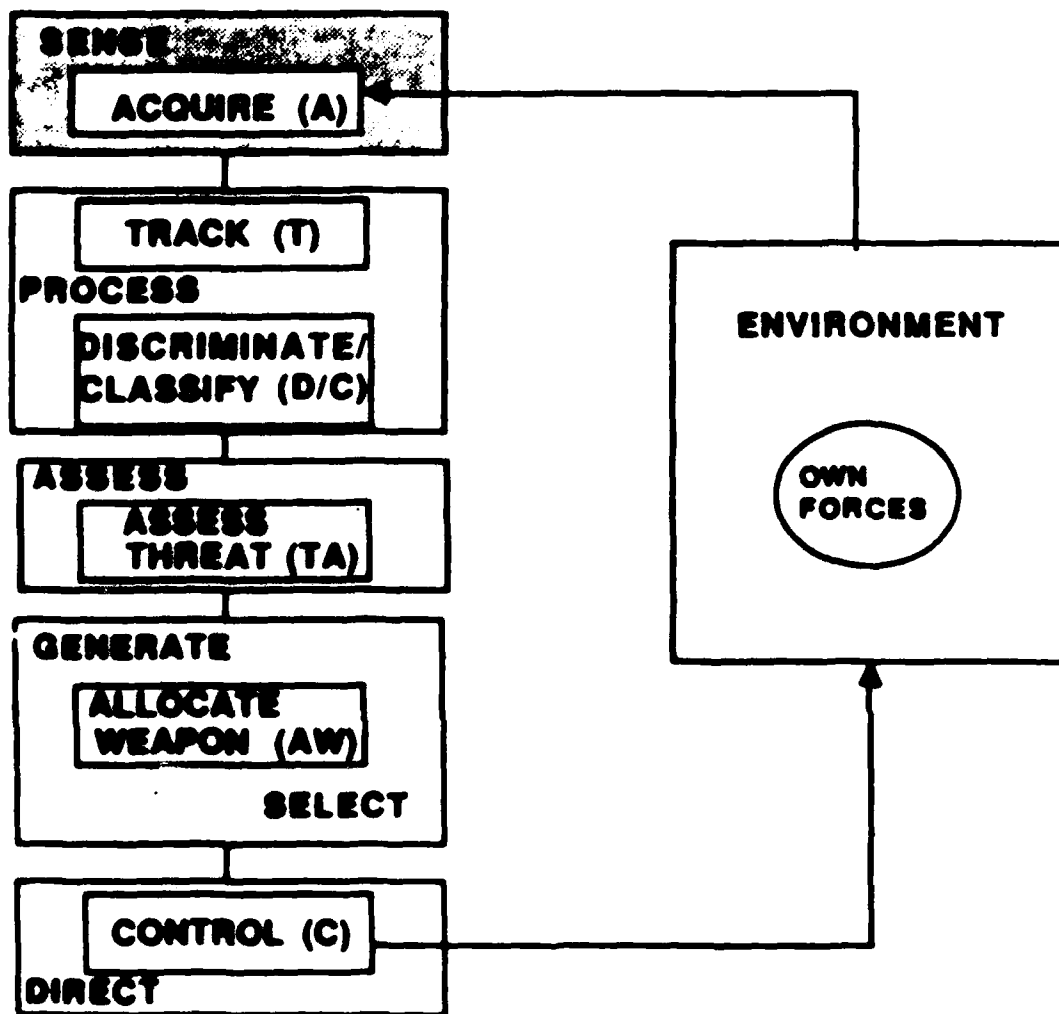 SENSE
ACQUIRE (A)
TRACK (T)
PROCESS
DISCRIMINATE/
CLASSIFY (D/C)
ASSESS
ASSESS
THREAT (TA)
GENERATE
ALLOCATE
WEAPON (AW)
SELECT
CONTROL (C)
DIRECT
ENVIRONMENT
OWN
FORCES